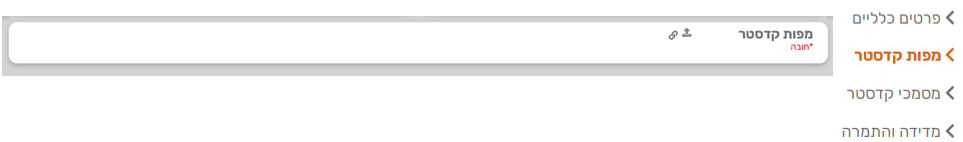 פרטים כלליים
מפות קדסטר
מסמכי קדסטר
מדידה והתמרה
מפות קדסטר
*חובה